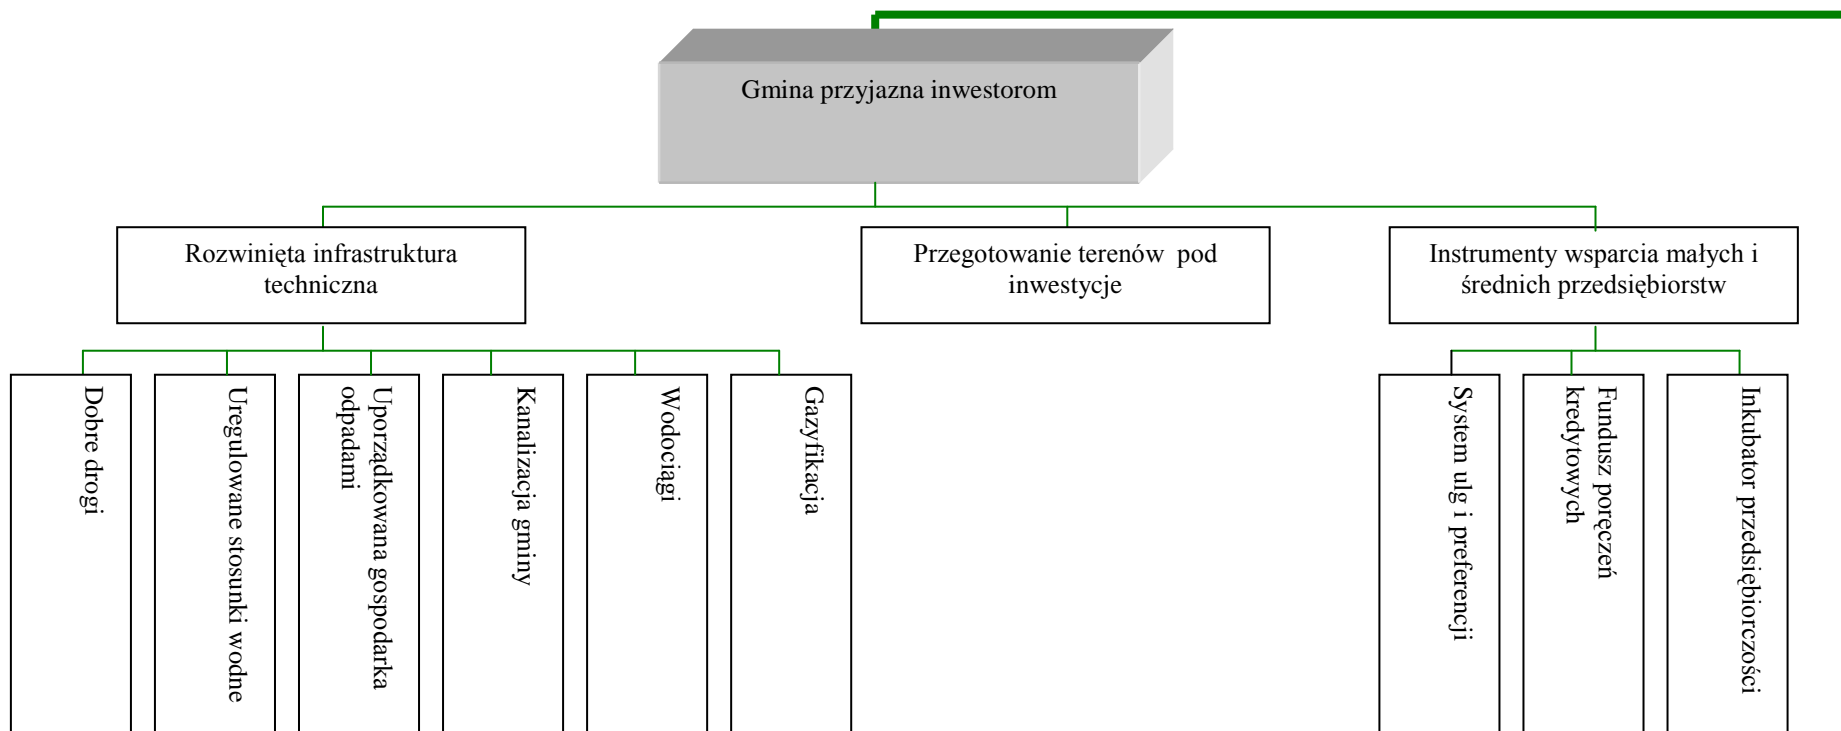 Gmina przyjazna inwestorom
Rozwinięta infrastruktura
techniczna
Przegotowanie terenów  pod
inwestycje
Instrumenty wsparcia małych i
średnich przedsiębiorstw
Dobre drogi
Uregulowane stosunki wodne
Uporządkowana gospodarka
odpadami
Kanalizacja gminy
Wodociągi
Gazyfikacja
System ulg i preferencji
Fundusz poręczeń
kredytowych
Inkubator przedsiębiorczości